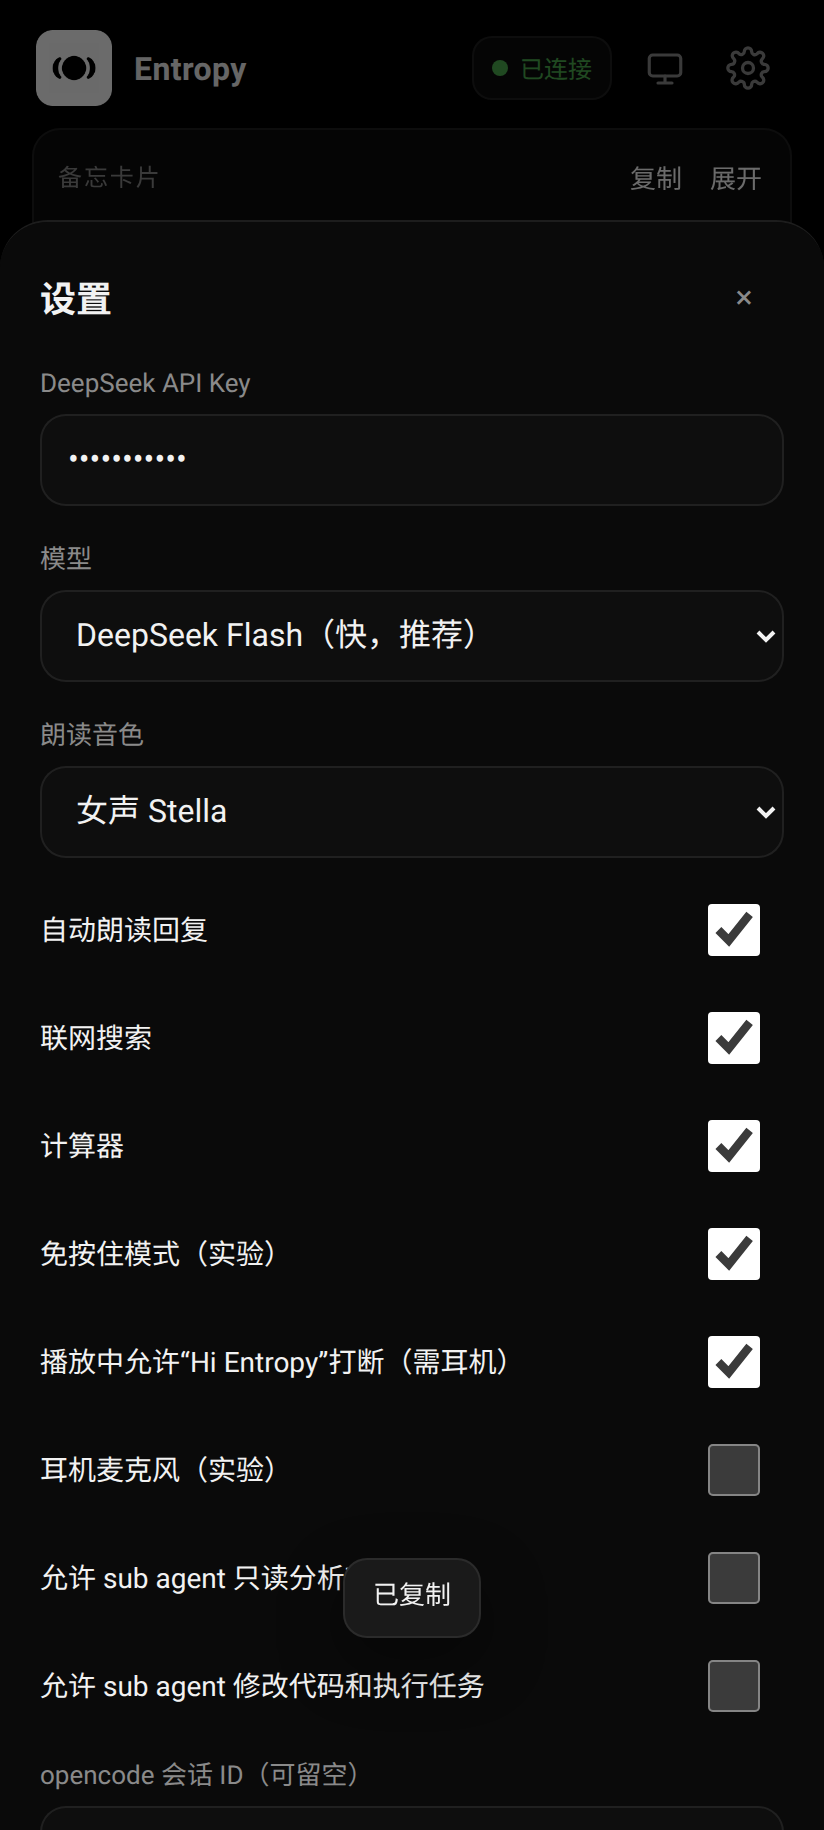 Entropy
已连接
备忘卡片
复制
展开
设置
×
DeepSeek API Key
•••••••••••
模型
DeepSeek Flash（快，推荐）
朗读音色
女声 Stella
自动朗读回复
联网搜索
计算器
免按住模式（实验）
播放中允许“Hi Entropy”打断（需耳机）
耳机麦克风（实验）
允许 sub agent 只读分析
已复制
允许 sub agent 修改代码和执行任务
opencode 会话 ID（可留空）